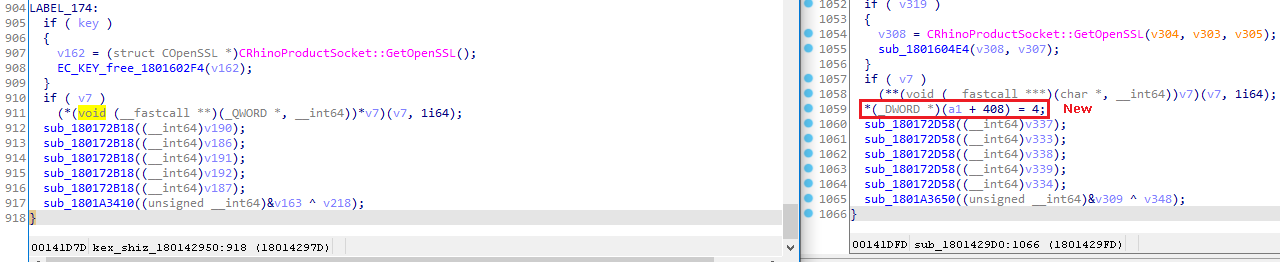 904 LABEL_174:
905 if ( key )
906 {
907 v162 = (struct COpenSSL *)CRhinoProductSocket::GetOpenSSL();
908 EC_KEY_free_1801602F4(v162);
909 }
910 if ( v7 )
911 (*(void (__fastcall **)(_QWORD *, __int64))*v7)(v7, 1i64);
912 sub_180172B18((__int64)v190);
913 sub_180172B18((__int64)v186);
914 sub_180172B18((__int64)v191);
915 sub_180172B18((__int64)v192);
916 sub_180172B18((__int64)v187);
917 sub_1801A3410((unsigned __int64)&v163 ^ v218);
918 }
00141D7D kex_shiz_180142950:918 (18014297D)
1052 if ( v319 )
1053 {
1054 v308 = CRhinoProductSocket::GetOpenSSL(v304, v303, v305);
1055 sub_1801604E4(v308, v307);
1056 }
1057 if ( v7 )
1058 (**(void (__fastcall ***)(char *, __int64))v7)(v7, 1i64);
1059 *(_DWORD *)(a1 + 408) = 4; New
1060 sub_180172D58((__int64)v337);
1061 sub_180172D58((__int64)v333);
1062 sub_180172D58((__int64)v338);
1063 sub_180172D58((__int64)v339);
1064 sub_180172D58((__int64)v334);
1065 sub_1801A3650((unsigned __int64)&v309 ^ v348);
1066 }
00141DFD sub_1801429D0:1066 (1801429FD)